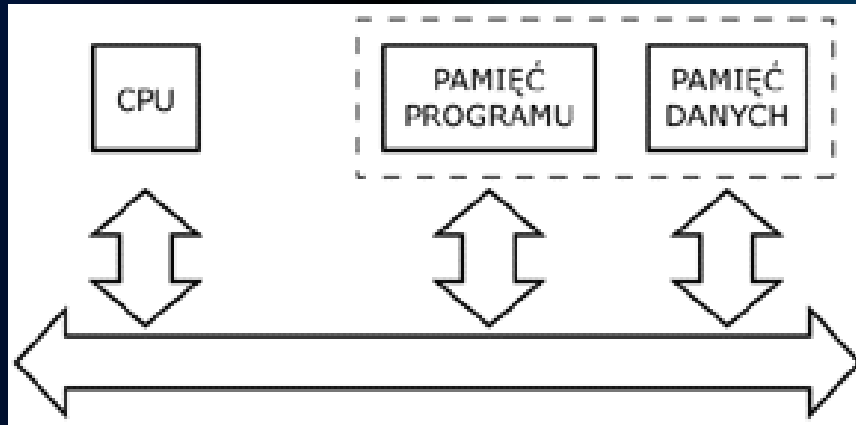 CPU
PAMIĘĆ
PROGRAMU
PAMIĘĆ
DANYCH